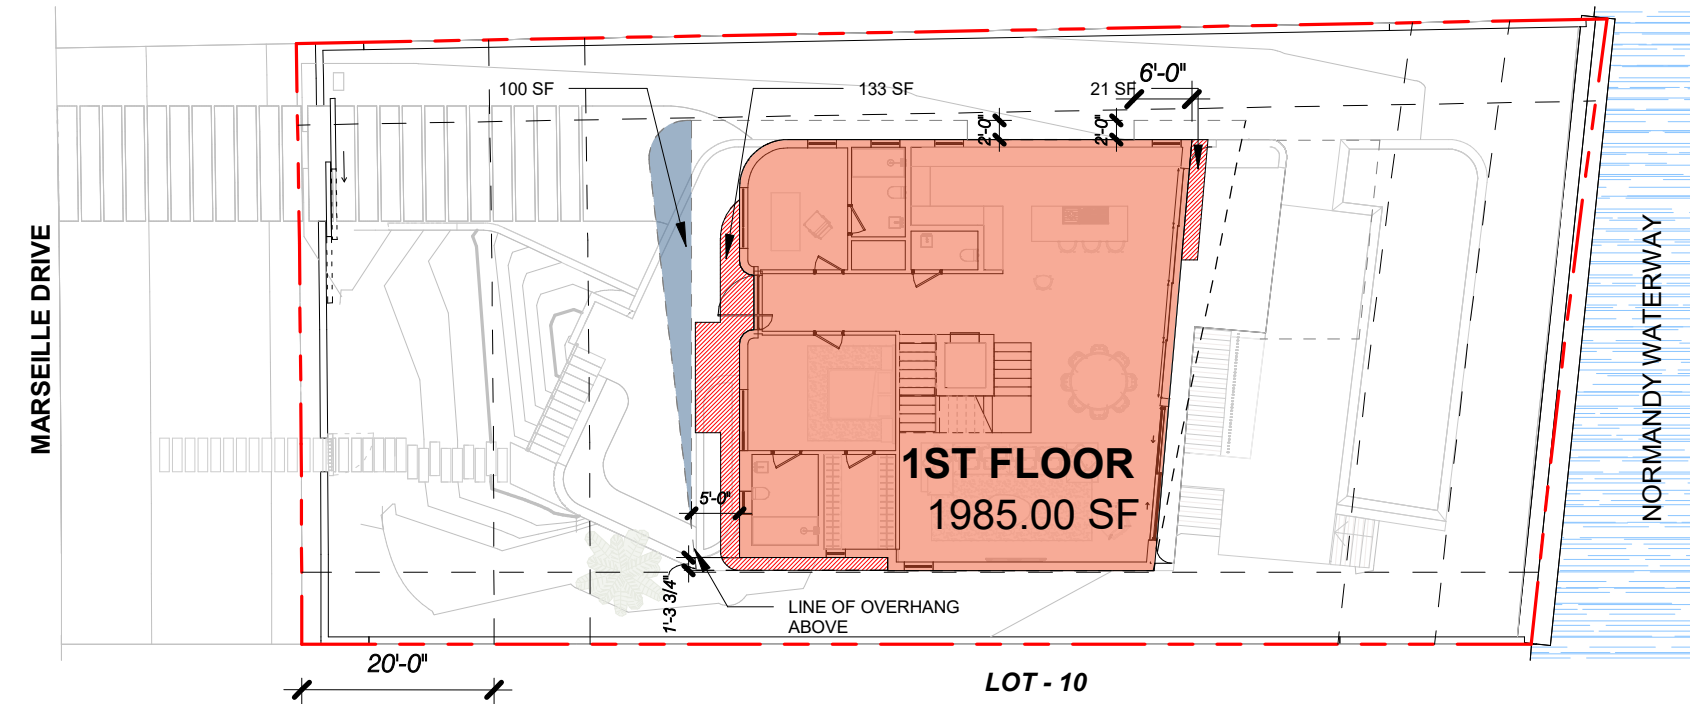 100 SF
133 SF
21 SF
6'-0"
2'-0"
2'-0"
MARSEILLE DRIVE
NORMANDY WATERWAY
1ST FLOOR
1985.00 SF
5'-0"
1'-3 3/4"
LINE OF OVERHANG
ABOVE
20'-0"
LOT - 10